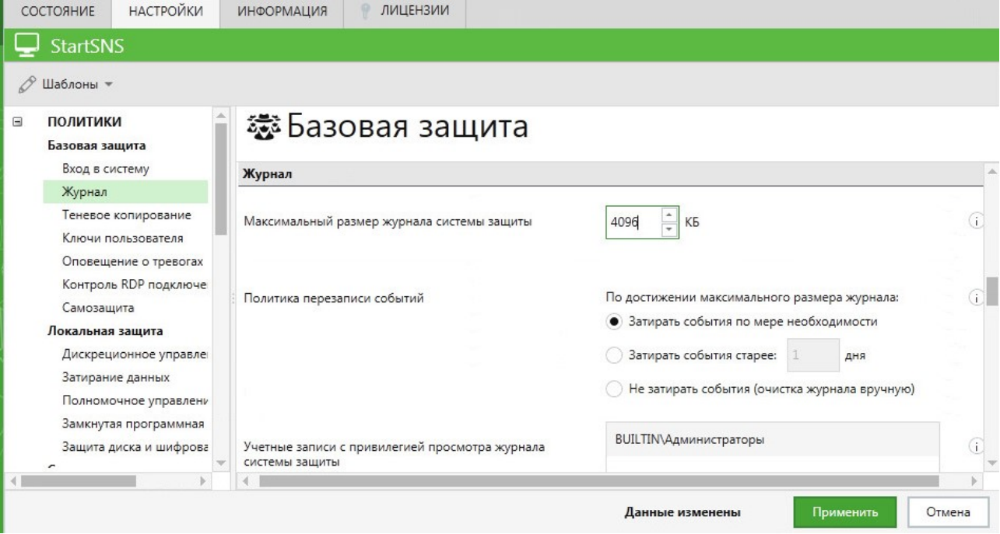 СОСТОЯНИЕ НАСТРОЙКИ ИНФОРМАЦИЯ ЛИЦЕНЗИИ
StartSNS
Шаблоны
ПОЛИТИКИ
Базовая защита
Вход в систему
Журнал
Теневое копирование
Ключи пользователя
Оповещение о тревогах
Контроль RDP подключе
Самозащита
Локальная защита
Дискреционное управле
Затирание данных
Полномочное управлени
Замкнутая программная
Защита диска и шифрова
Базовая защита
Журнал
Максимальный размер журнала системы защиты
4096 КБ
Политика перезаписи событий
По достижении максимального размера журнала:
Затирать события по мере необходимости
Затирать события старее: 1 дня
Не затирать события (очистка журнала вручную)
Учетные записи с привилегией просмотра журнала
системы защиты
BUILTIN\Администраторы
Данные изменены Применить Отмена